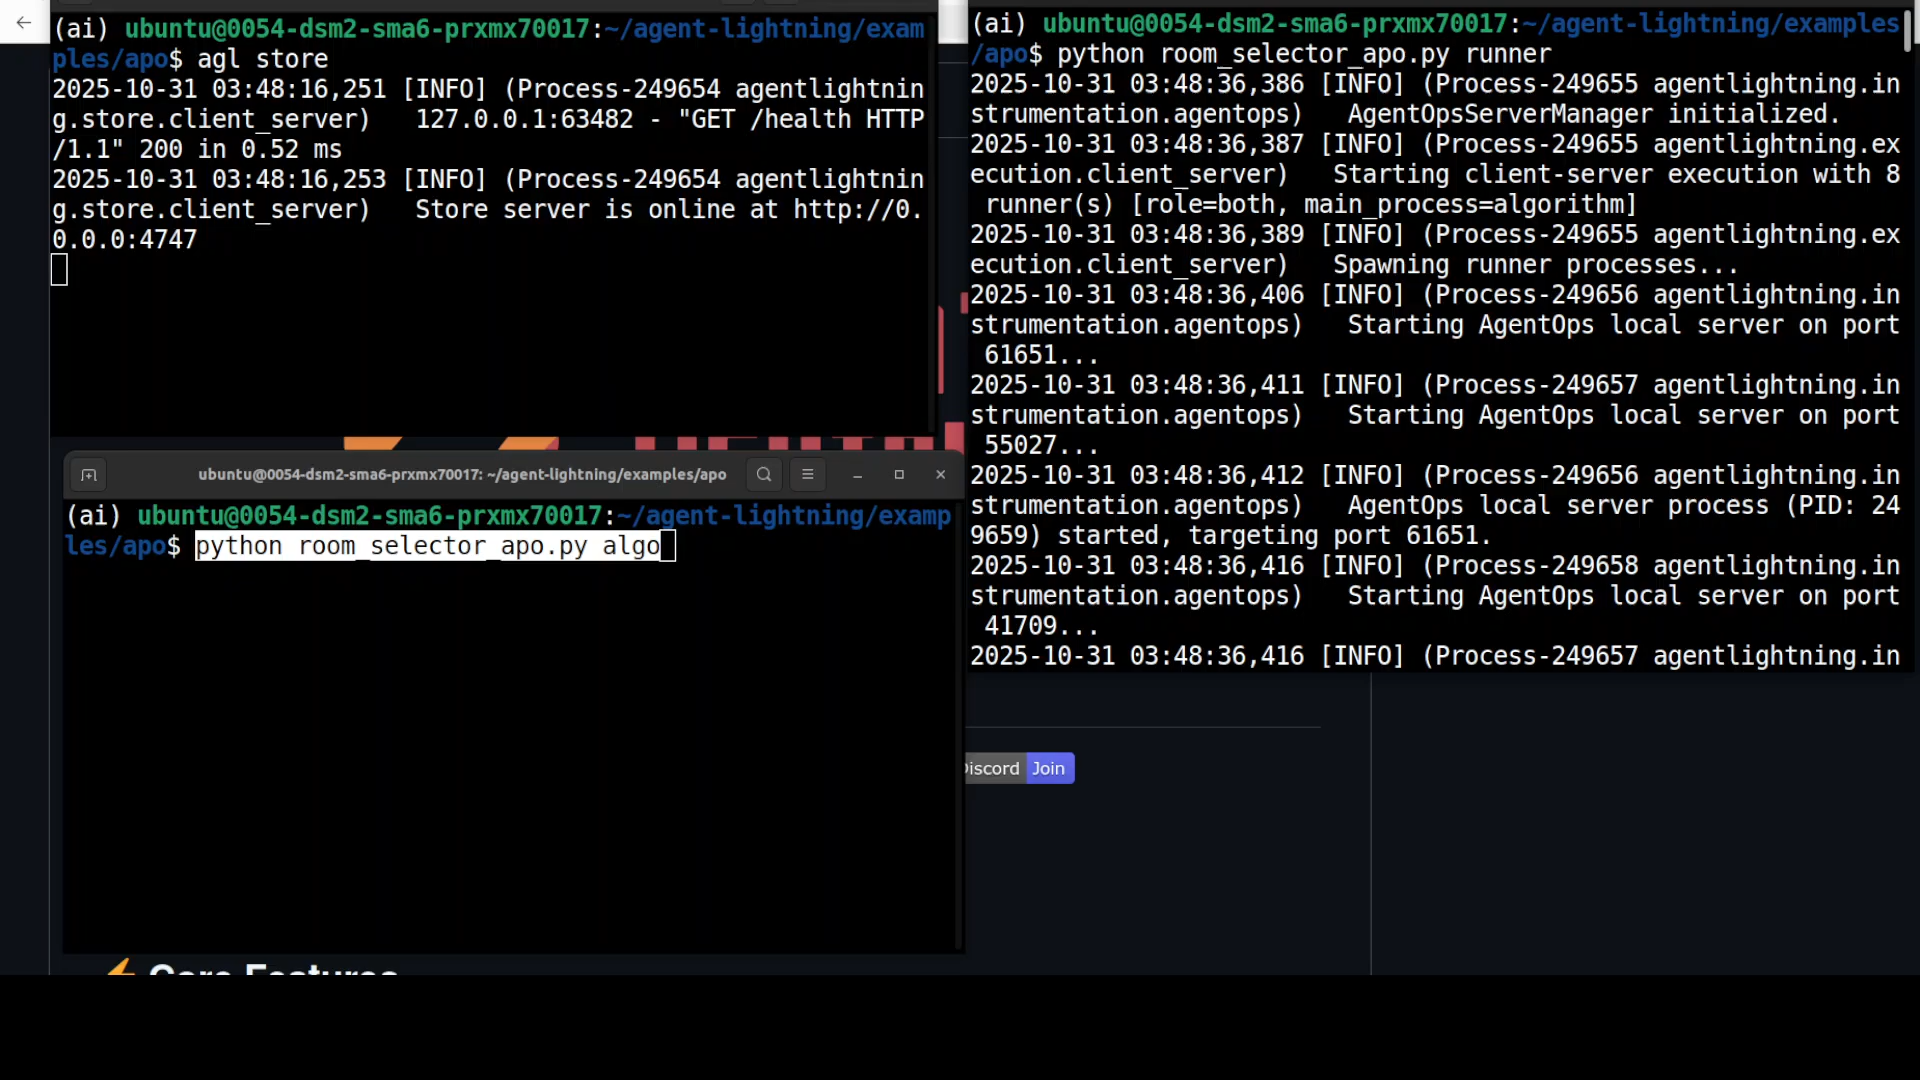 (ai) ubuntu@0054-dsm2-sma6-prxmx70017:~/agent-lightning/exam
ples/apo$ agl store
2025-10-31 03:48:16,251 [INFO] (Process-249654 agentlightnin
g.store.client_server)   127.0.0.1:63482 - "GET /health HTTP
/1.1" 200 in 0.52 ms
2025-10-31 03:48:16,253 [INFO] (Process-249654 agentlightnin
g.store.client_server)   Store server is online at http://0.
0.0.0:4747
ubuntu@0054-dsm2-sma6-prxmx70017: ~/agent-lightning/examples/apo
(ai) ubuntu@0054-dsm2-sma6-prxmx70017:~/agent-lightning/examp
les/apo$ python room_selector_apo.py algo
(ai) ubuntu@0054-dsm2-sma6-prxmx70017:~/agent-lightning/examples
/apo$ python room_selector_apo.py runner
2025-10-31 03:48:36,386 [INFO] (Process-249655 agentlightning.in
strumentation.agentops)   AgentOpsServerManager initialized.
2025-10-31 03:48:36,387 [INFO] (Process-249655 agentlightning.ex
ecution.client_server)   Starting client-server execution with 8
 runner(s) [role=both, main_process=algorithm]
2025-10-31 03:48:36,389 [INFO] (Process-249655 agentlightning.ex
ecution.client_server)   Spawning runner processes...
2025-10-31 03:48:36,406 [INFO] (Process-249656 agentlightning.in
strumentation.agentops)   Starting AgentOps local server on port
 61651...
2025-10-31 03:48:36,411 [INFO] (Process-249657 agentlightning.in
strumentation.agentops)   Starting AgentOps local server on port
 55027...
2025-10-31 03:48:36,412 [INFO] (Process-249656 agentlightning.in
strumentation.agentops)   AgentOps local server process (PID: 24
9659) started, targeting port 61651.
2025-10-31 03:48:36,416 [INFO] (Process-249658 agentlightning.in
strumentation.agentops)   Starting AgentOps local server on port
 41709...
2025-10-31 03:48:36,416 [INFO] (Process-249657 agentlightning.in
Discord Join
Core Features